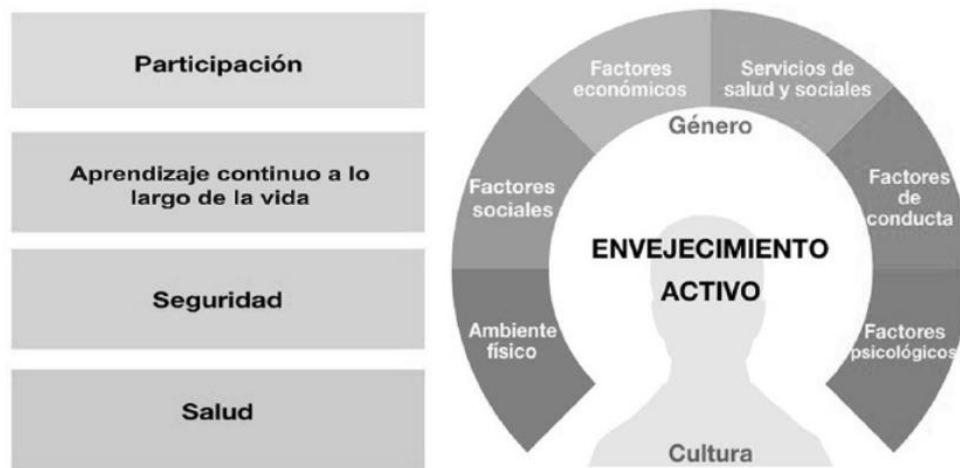 Participación
Aprendizaje continuo a lo
largo de la vida
Seguridad
Salud
Factores
económicos
Servicios de
salud y sociales
Género
Factores
sociales
Factores
de
conducta
ENVEJECIMIENTO
ACTIVO
Ambiente
físico
Factores
psicológicos
Cultura